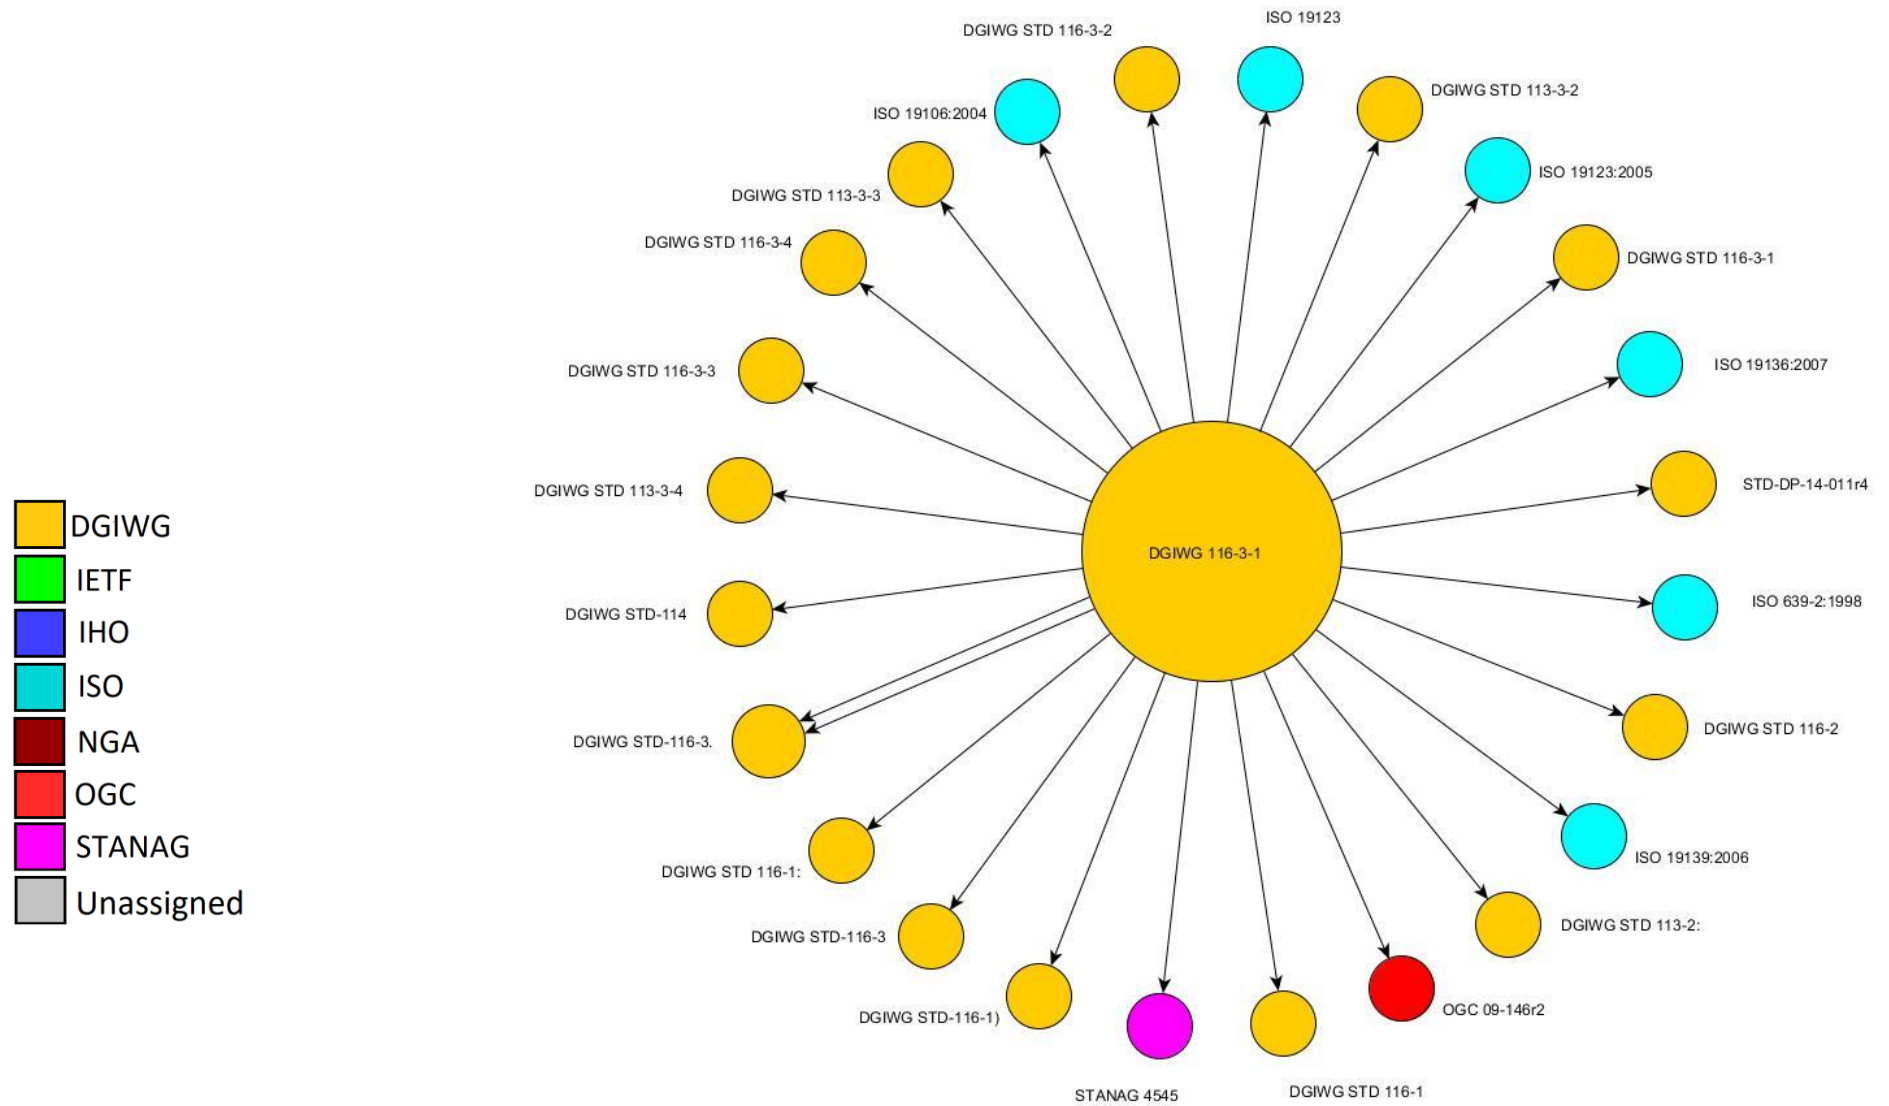 ISO 19123
DGIWG STD 116-3-2
DGIWG STD 113-3-2
ISO 19106:2004
ISO 19123:2005
DGIWG STD 113-3-3
DGIWG STD 116-3-4
DGIWG STD 116-3-1
ISO 19136:2007
DGIWG STD 116-3-3
STD-DP-14-011r4
DGIWG STD 113-3-4
DGIWG 116-3-1
ISO 639-2:1998
DGIWG STD-114
DGIWG STD 116-2
DGIWG STD-116-3.
ISO 19139:2006
DGIWG STD 116-1:
DGIWG STD 113-2:
DGIWG STD-116-3
OGC 09-146r2
DGIWG STD-116-1)
DGIWG STD 116-1
STANAG 4545
DGIWG
IETF
IHO
ISO
NGA
OGC
STANAG
Unassigned